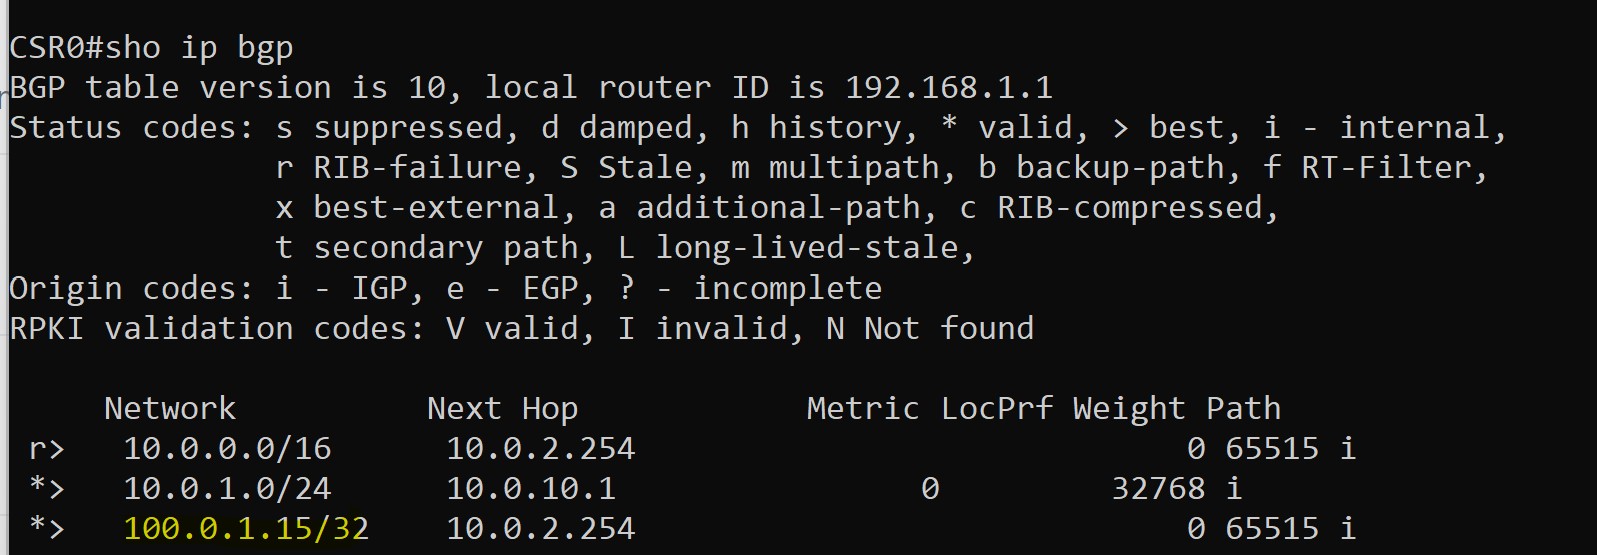 CSR0#sho ip bgp
BGP table version is 10, local router ID is 192.168.1.1
Status codes: s suppressed, d damped, h history, * valid, > best, i - internal,
r RIB-failure, S Stale, m multipath, b backup-path, f RT-Filter,
x best-external, a additional-path, c RIB-compressed,
t secondary path, L long-lived-stale,
Origin codes: i - IGP, e - EGP, ? - incomplete
RPKI validation codes: V valid, I invalid, N Not found
Network Next Hop Metric LocPrf Weight Path
r> 10.0.0.0/16 10.0.2.254 0 65515 i
*> 10.0.1.0/24 10.0.10.1 0 32768 i
*> 100.0.1.15/32 10.0.2.254 0 65515 i